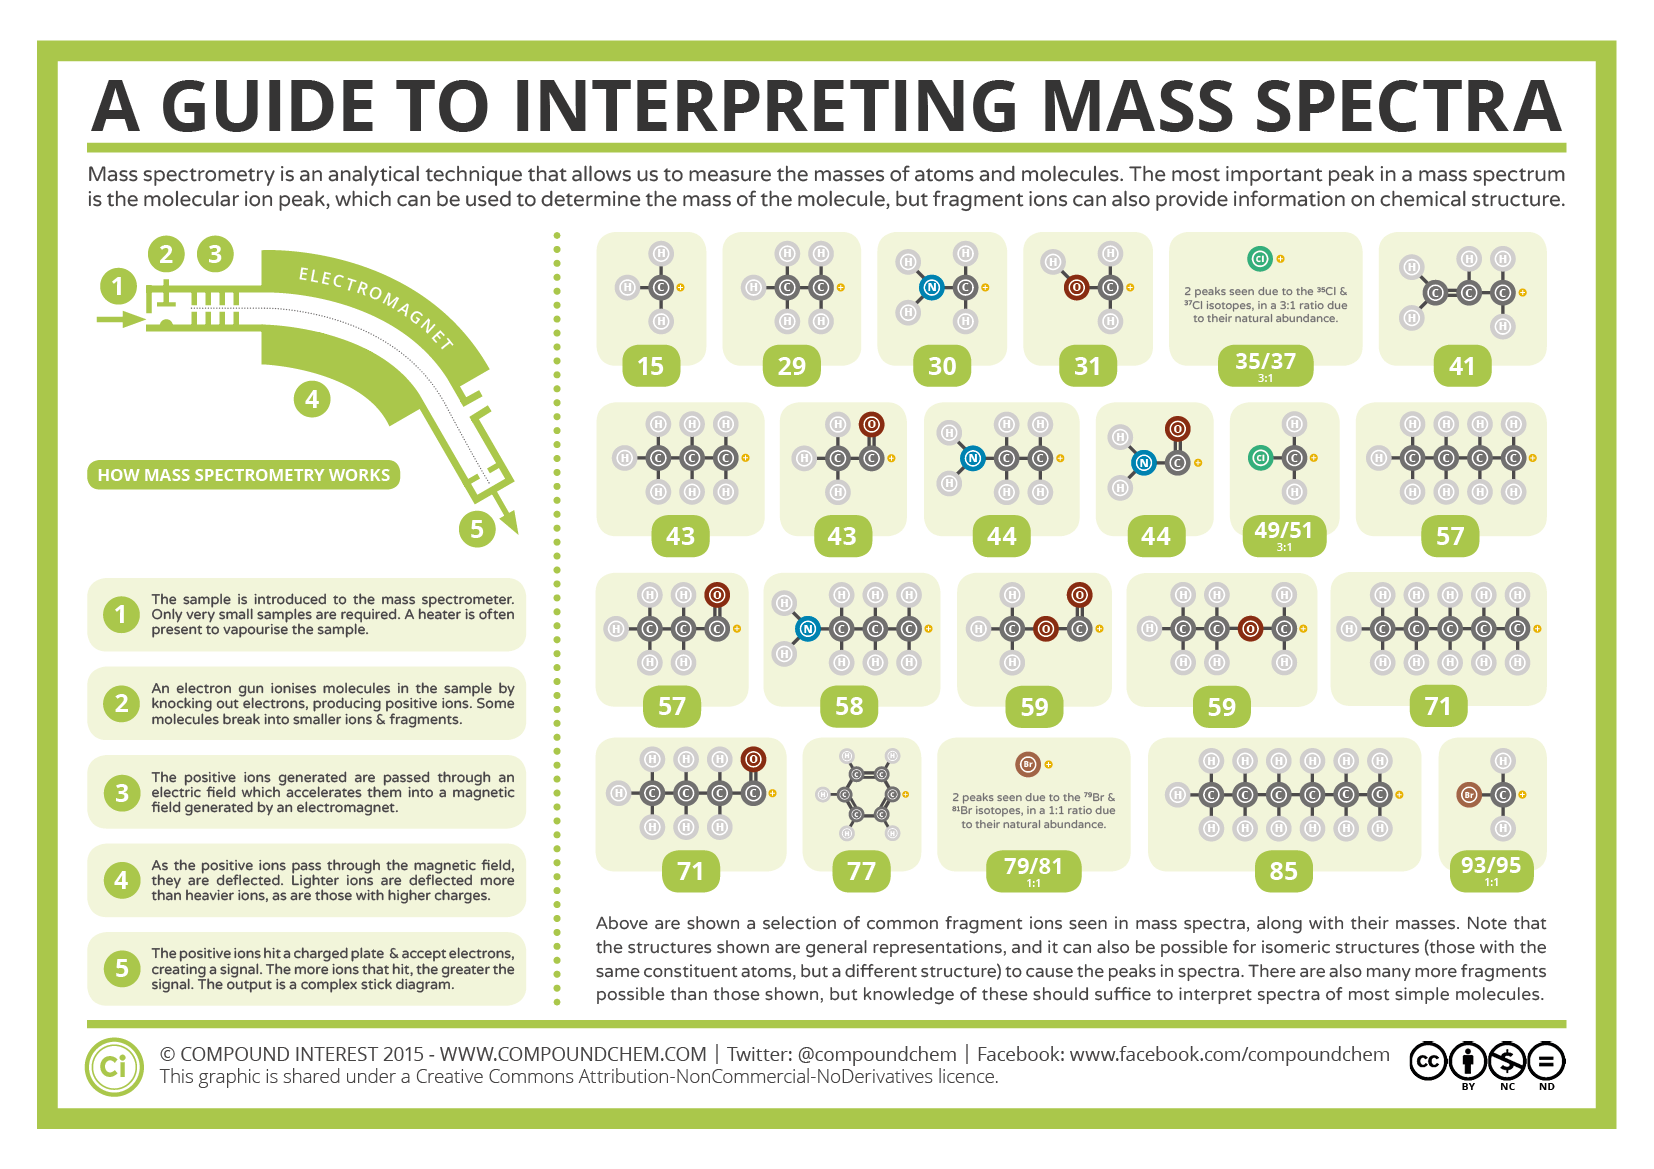 A GUIDE TO INTERPRETING MASS SPECTRA
Mass spectrometry is an analytical technique that allows us to measure the masses of atoms and molecules. The most important peak in a mass spectrum
is the molecular ion peak, which can be used to determine the mass of the molecule, but fragment ions can also provide information on chemical structure.
1
2
3
ELECTROMAGNET
4
HOW MASS SPECTROMETRY WORKS
5
1
The sample is introduced to the mass spectrometer.
Only very small samples are required. A heater is often
present to vapourise the sample.
2
An electron gun ionises molecules in the sample by
knocking out electrons, producing positive ions. Some
molecules break into smaller ions & fragments.
3
The positive ions generated are passed through an
electric field which accelerates them into a magnetic
field generated by an electromagnet.
4
As the positive ions pass through the magnetic field,
they are deflected. Lighter ions are deflected more
than heavier ions, as are those with higher charges.
5
The positive ions hit a charged plate & accept electrons,
creating a signal. The more ions that hit, the greater the
signal. The output is a complex stick diagram.
H
H C +
H
15
H H
H C C +
H H
29
H H
N C +
H H
30
H H
O C +
H
31
Cl +
2 peaks seen due to the ³⁵Cl &
³⁷Cl isotopes, in a 3:1 ratio due
to their natural abundance.
35/37
3:1
H H H
C C C +
H H
41
H H H
H C C C +
H H H
43
H O
H C C +
H
43
H H H
N C C +
H H H
44
H O
N C +
H
44
H
Cl C +
H
49/51
3:1
H H H H
H C C C C +
H H H H
57
H H O
H C C C +
H H
57
H H H H
N C C C +
H H H H
58
H O
H C O C +
H
59
H H H
H C C O C +
H H H
59
H H H H H
H C C C C C +
H H H H H
71
H H H O
H C C C C +
H H H
71
H H
C C
H C C +
C C
H H
77
Br +
2 peaks seen due to the ⁷⁹Br &
⁸¹Br isotopes, in a 1:1 ratio due
to their natural abundance.
79/81
1:1
H H H H H H
H C C C C C C +
H H H H H H
85
H
Br C +
H
93/95
1:1
Above are shown a selection of common fragment ions seen in mass spectra, along with their masses. Note that
the structures shown are general representations, and it can also be possible for isomeric structures (those with the
same constituent atoms, but a different structure) to cause the peaks in spectra. There are also many more fragments
possible than those shown, but knowledge of these should suffice to interpret spectra of most simple molecules.
Ci
© COMPOUND INTEREST 2015 - WWW.COMPOUNDCHEM.COM | Twitter: @compoundchem | Facebook: www.facebook.com/compoundchem
This graphic is shared under a Creative Commons Attribution-NonCommercial-NoDerivatives licence.
cc
BY NC ND